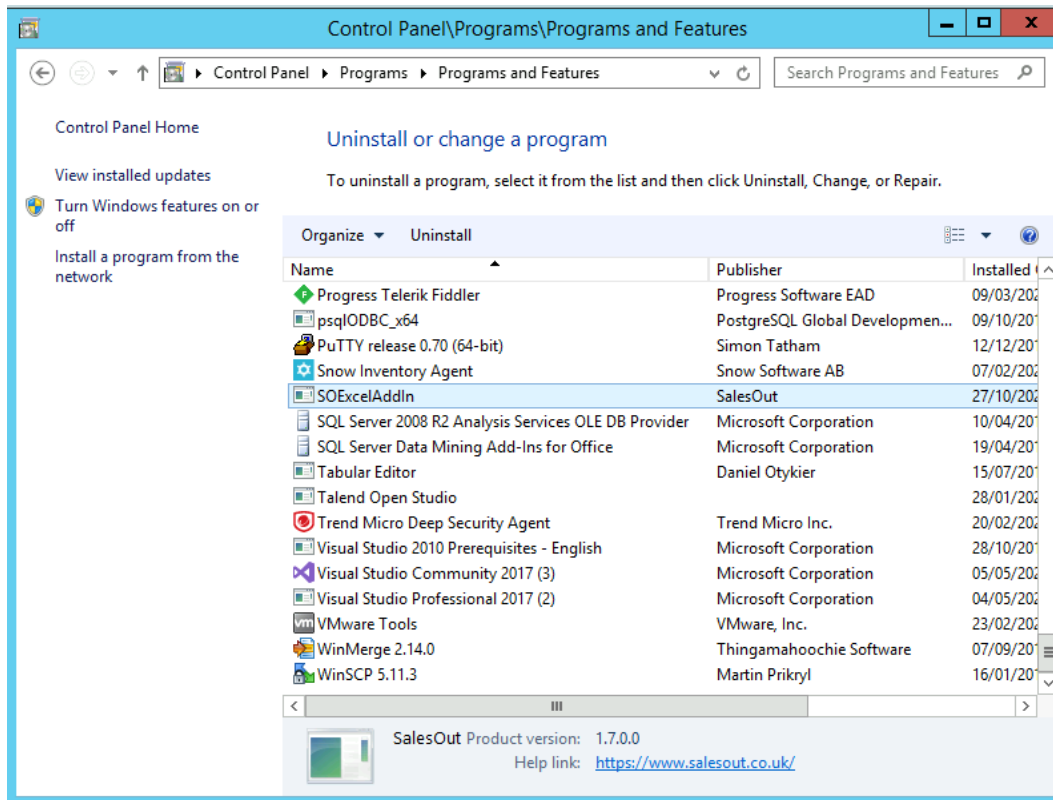 Control Panel\Programs\Programs and Features
Control Panel Programs Programs and Features Search Programs and Features
Control Panel Home
View installed updates
Turn Windows features on or
off
Install a program from the
network
Uninstall or change a program
To uninstall a program, select it from the list and then click Uninstall, Change, or Repair.
Organize Uninstall
Name Publisher Installed
Progress Telerik Fiddler Progress Software EAD 09/03/202
psqlODBC_x64 PostgreSQL Global Developmen... 09/10/201
PuTTY release 0.70 (64-bit) Simon Tatham 12/12/201
Snow Inventory Agent Snow Software AB 07/02/202
SOExcelAddIn SalesOut 27/10/202
SQL Server 2008 R2 Analysis Services OLE DB Provider Microsoft Corporation 10/04/201
SQL Server Data Mining Add-Ins for Office Microsoft Corporation 19/04/201
Tabular Editor Daniel Otykier 15/07/201
Talend Open Studio 28/01/202
Trend Micro Deep Security Agent Trend Micro Inc. 20/02/202
Visual Studio 2010 Prerequisites - English Microsoft Corporation 28/10/201
Visual Studio Community 2017 (3) Microsoft Corporation 05/05/202
Visual Studio Professional 2017 (2) Microsoft Corporation 04/05/202
VMware Tools VMware, Inc. 23/02/202
WinMerge 2.14.0 Thingamahoochie Software 07/09/201
WinSCP 5.11.3 Martin Prikryl 16/01/201
SalesOut Product version: 1.7.0.0
Help link: https://www.salesout.co.uk/